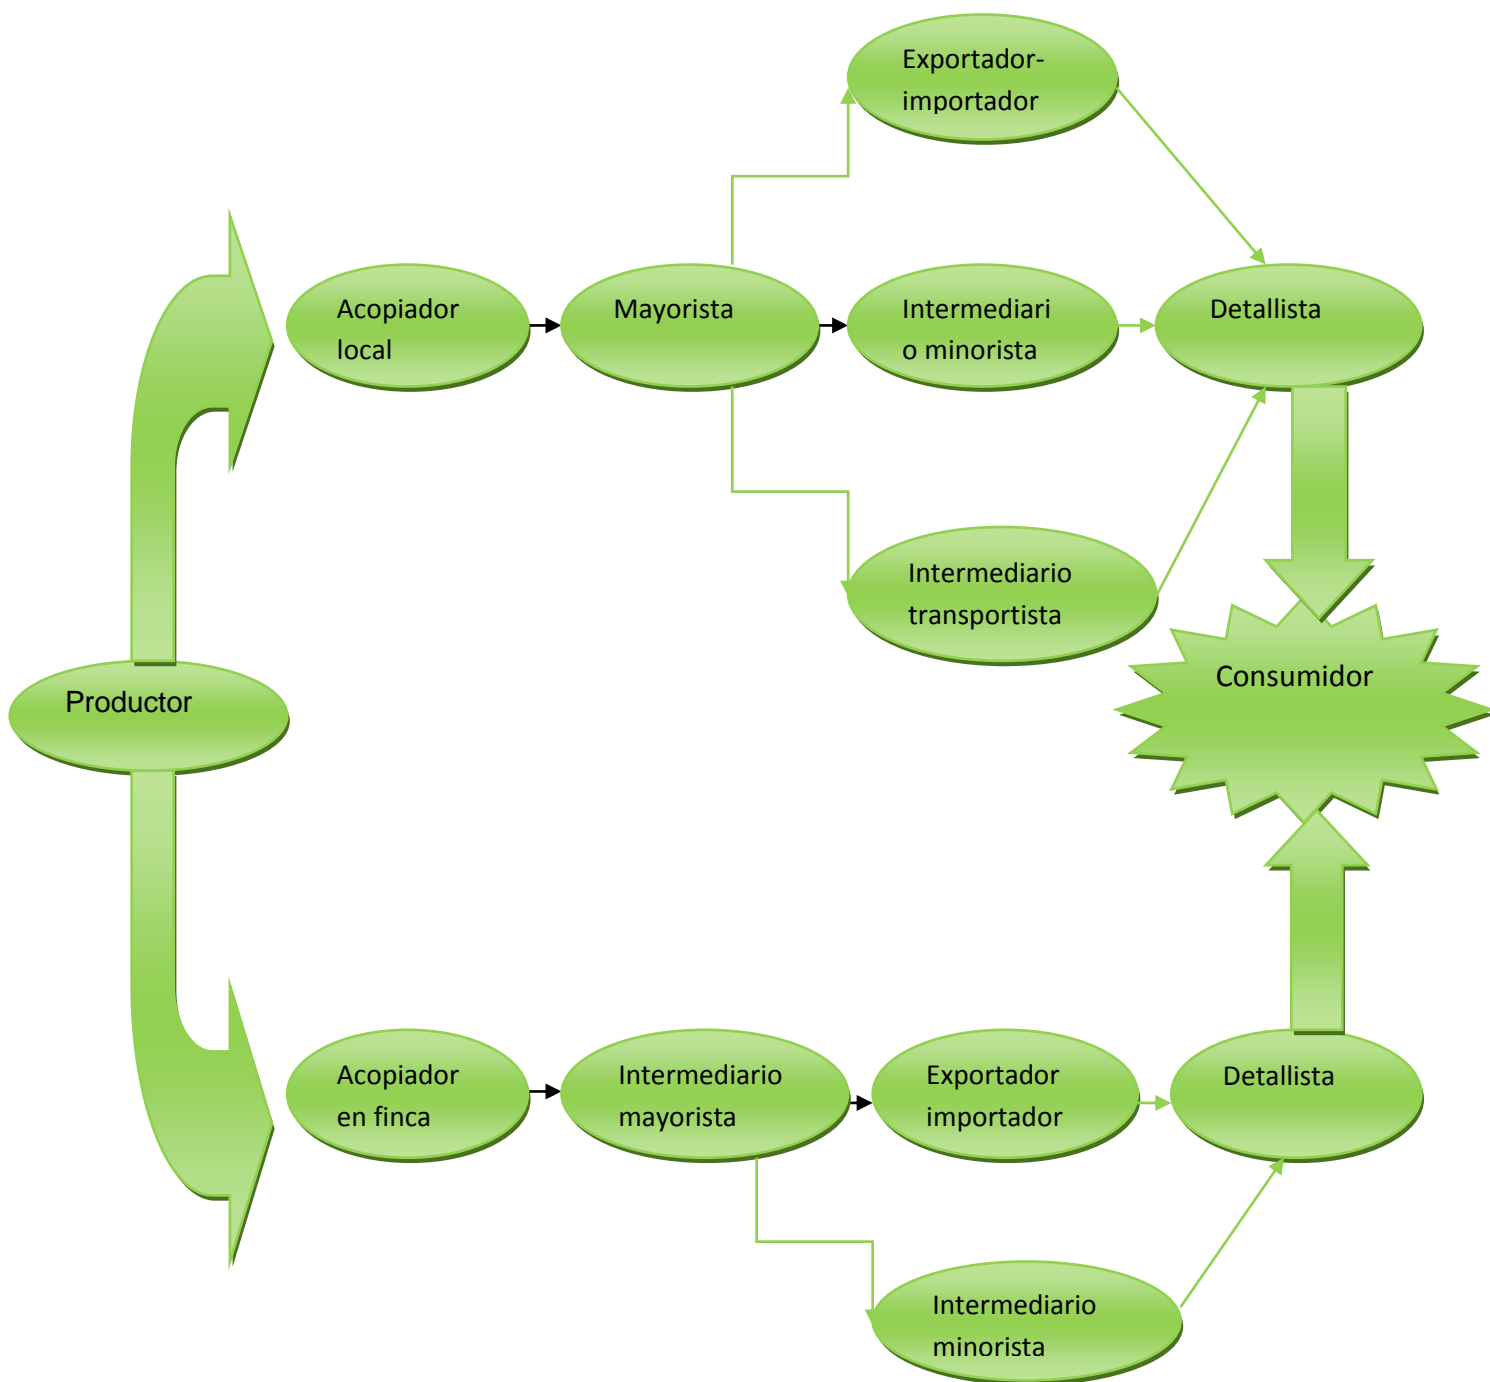 Exportador-
importador
Acopiador
local
Mayorista
Intermediari
o minorista
Detallista
Intermediario
transportista
Productor
Consumidor
Acopiador
en finca
Intermediario
mayorista
Exportador
importador
Detallista
Intermediario
minorista